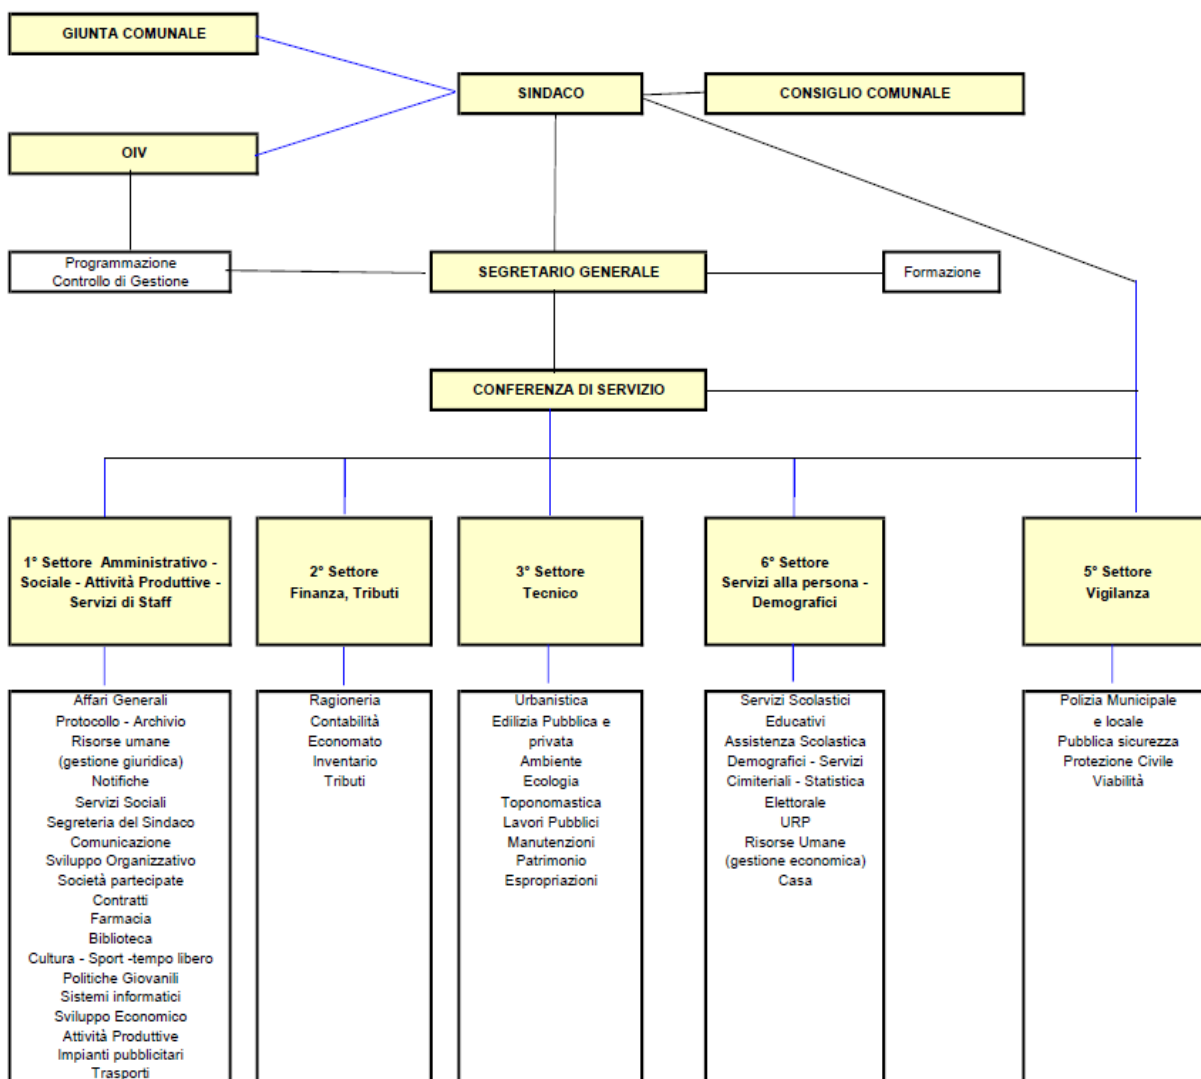 GIUNTA COMUNALE
SINDACO
CONSIGLIO COMUNALE
OIV
Programmazione
Controllo di Gestione
SEGRETARIO GENERALE
Formazione
CONFERENZA DI SERVIZIO
1° Settore Amministrativo -
Sociale - Attività Produttive -
Servizi di Staff
2° Settore
Finanza, Tributi
3° Settore
Tecnico
6° Settore
Servizi alla persona -
Demografici
5° Settore
Vigilanza
Affari Generali
Protocollo - Archivio
Risorse umane
(gestione giuridica)
Notifiche
Servizi Sociali
Segreteria del Sindaco
Comunicazione
Sviluppo Organizzativo
Società partecipate
Contratti
Farmacia
Biblioteca
Cultura - Sport -tempo libero
Politiche Giovanili
Sistemi informatici
Sviluppo Economico
Attività Produttive
Impianti pubblicitari
Trasporti
Ragioneria
Contabilità
Economato
Inventario
Tributi
Urbanistica
Edilizia Pubblica e
privata
Ambiente
Ecologia
Toponomastica
Lavori Pubblici
Manutenzioni
Patrimonio
Espropriazioni
Servizi Scolastici
Educativi
Assistenza Scolastica
Demografici - Servizi
Cimiteriali - Statistica
Elettorale
URP
Risorse Umane
(gestione economica)
Casa
Polizia Municipale
e locale
Pubblica sicurezza
Protezione Civile
Viabilità